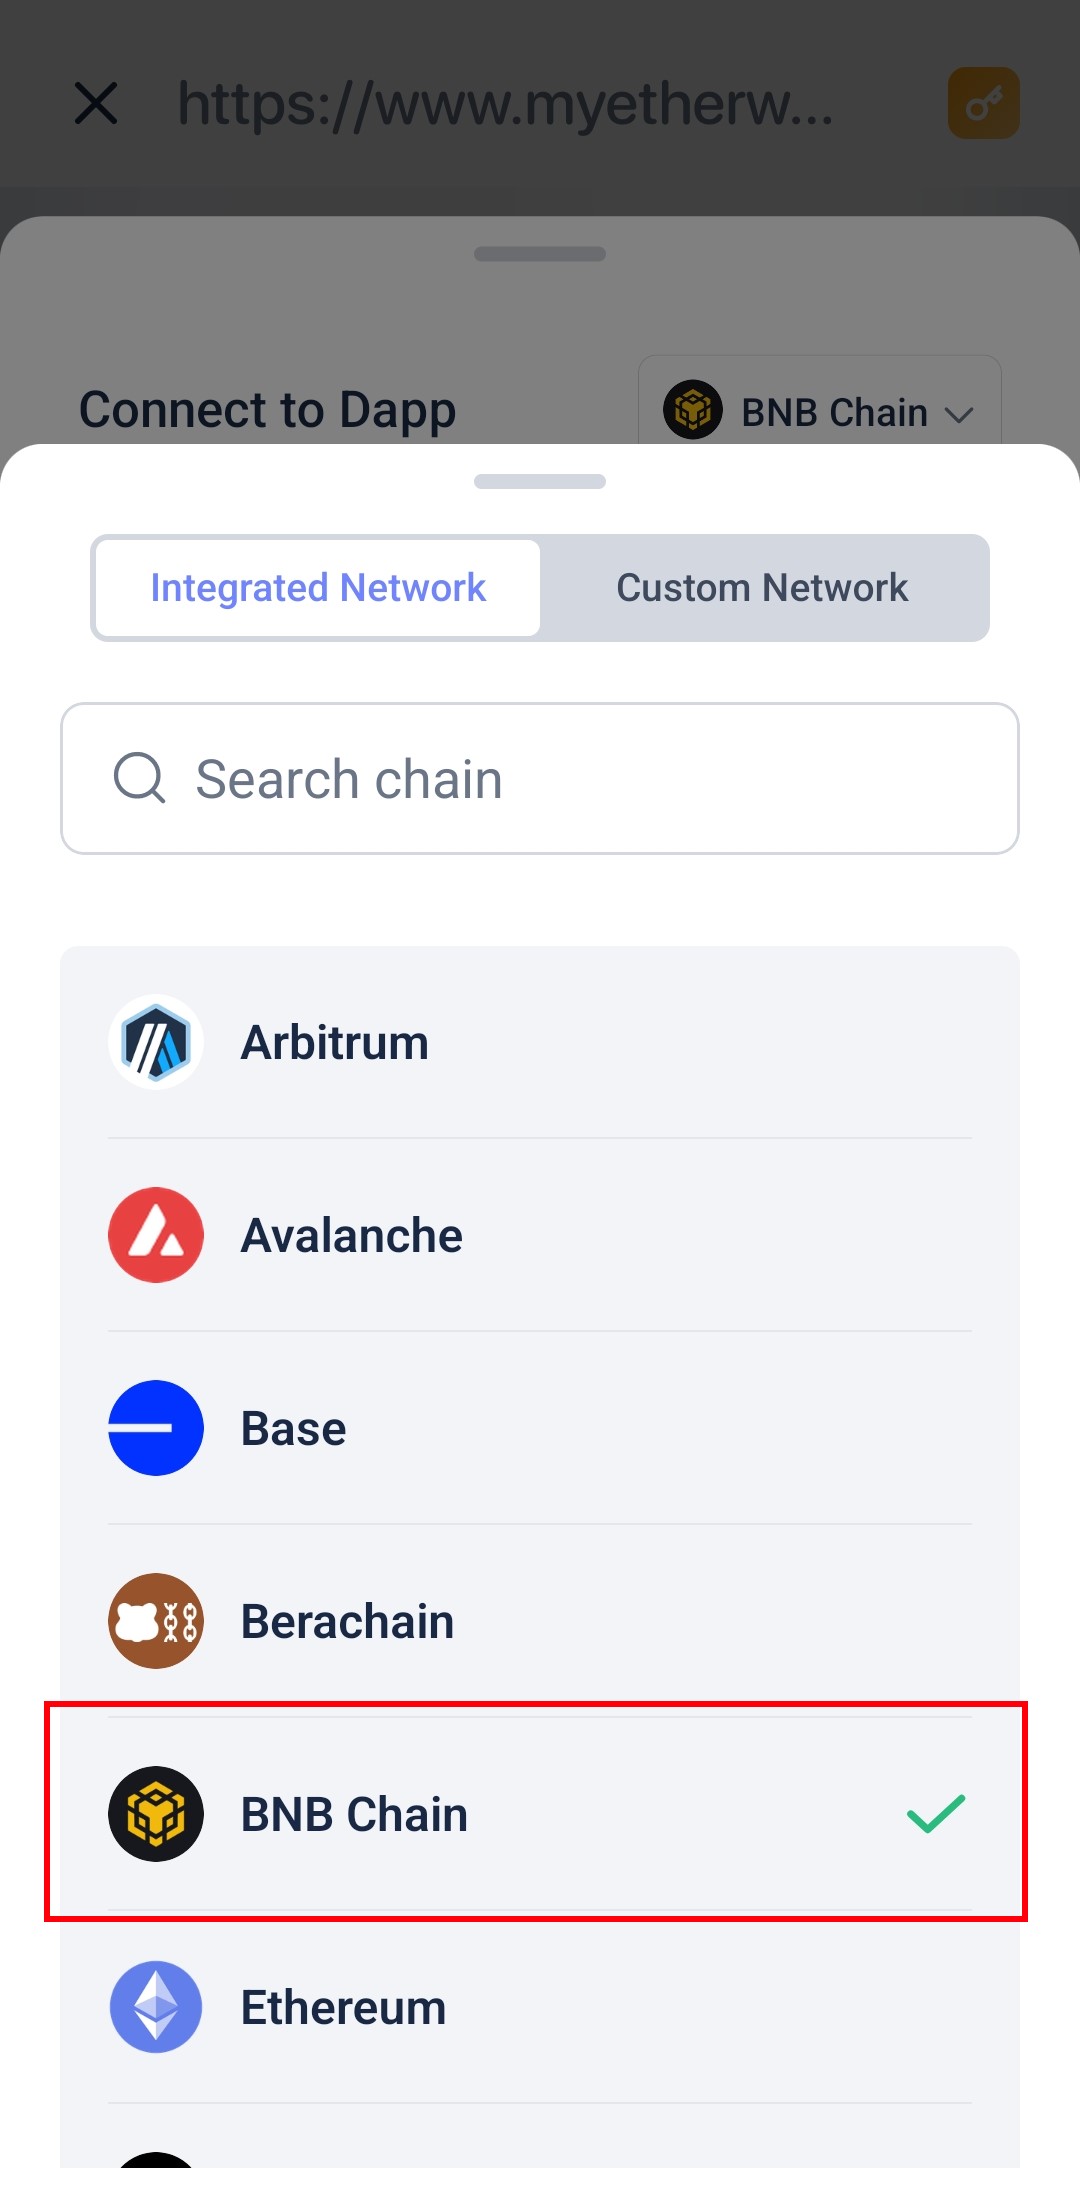 https://www.myetherw...
Connect to Dapp
BNB Chain
Integrated Network
Custom Network
Search chain
Arbitrum
Avalanche
Base
Berachain
BNB Chain
Ethereum